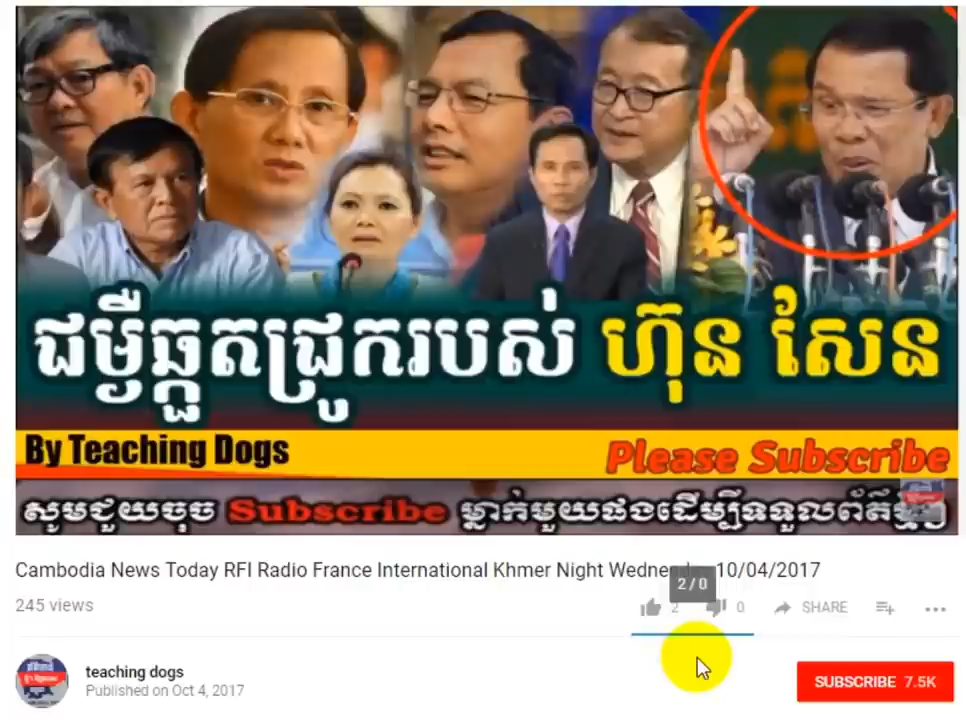 ជម្ងឺឆ្កួតជ្រូករបស់ ហ៊ុន សែន
By Teaching Dogs
Please Subscribe
សូមជួយចុច Subscribe ម្នាក់មួយផងដើម្បីទទួលព័ត៌មាន
Cambodia News Today RFI Radio France International Khmer Night 10/04/2017
245 views
2/0
2 0 SHARE
teaching dogs
Published on Oct 4, 2017
SUBSCRIBE 7.5K